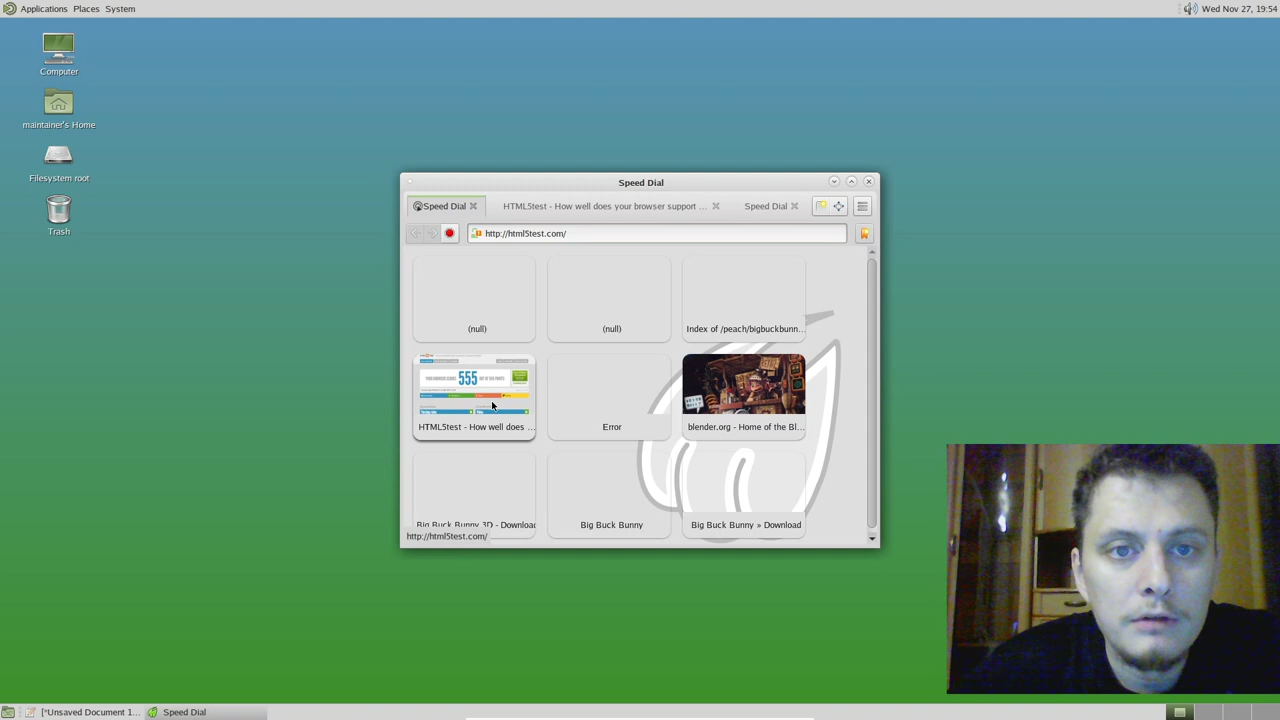 Applications Places System
Wed Nov 27, 19:54
Computer
maintainer's Home
Filesystem root
Trash
Speed Dial
Speed Dial
HTML5test - How well does your browser support ...
Speed Dial
http://html5test.com/
(null)
(null)
Index of /peach/bigbuckbunn...
555
HTML5test - How well does ...
Error
blender.org - Home of the Bl...
Big Buck Bunny 3D - Download
Big Buck Bunny
Big Buck Bunny » Download
http://html5test.com/
[*Unsaved Document 1...
Speed Dial